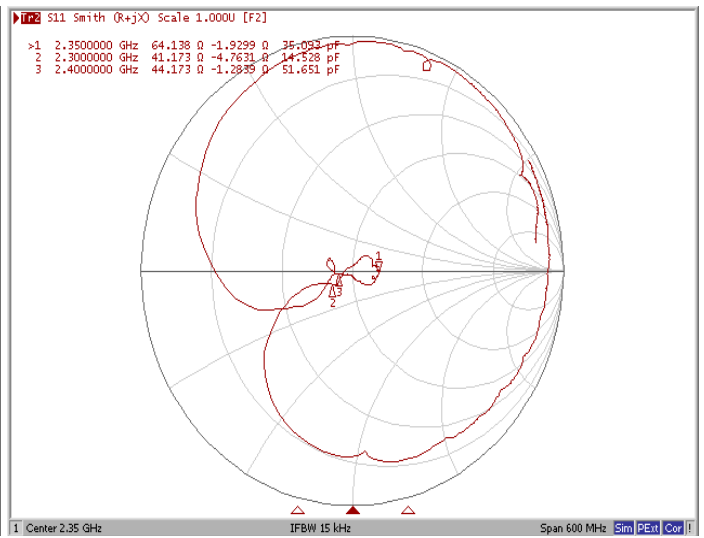 Tr2 S11 Smith (R+jX) Scale 1.000U [F2]
>1 2.3500000 GHz 64.138 Ω -1.9299 Ω 35.093 pF
2 2.3000000 GHz 41.173 Ω -4.7631 Ω 14.528 pF
3 2.4000000 GHz 44.173 Ω -1.2839 Ω 51.651 pF
1
3
2
1 Center 2.35 GHz IFBW 15 kHz Span 600 MHz Sim PExt Cor !